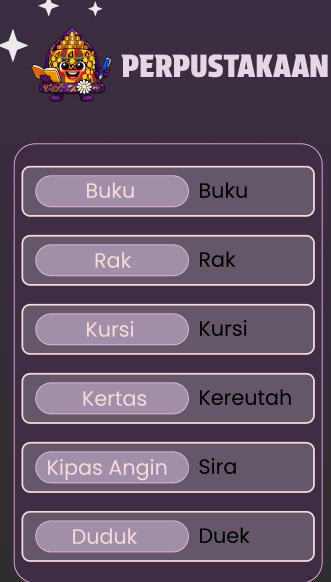 PERPUSTAKAAN
Buku Buku
Rak Rak
Kursi Kursi
Kertas Kereutah
Kipas Angin Sira
Duduk Duek